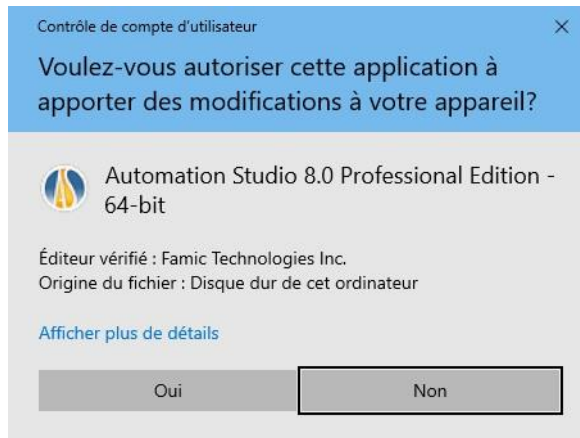 Contrôle de compte d'utilisateur
Voulez-vous autoriser cette application à
apporter des modifications à votre appareil?
Automation Studio 8.0 Professional Edition -
64-bit
Éditeur vérifié : Famic Technologies Inc.
Origine du fichier : Disque dur de cet ordinateur
Afficher plus de détails
Oui
Non